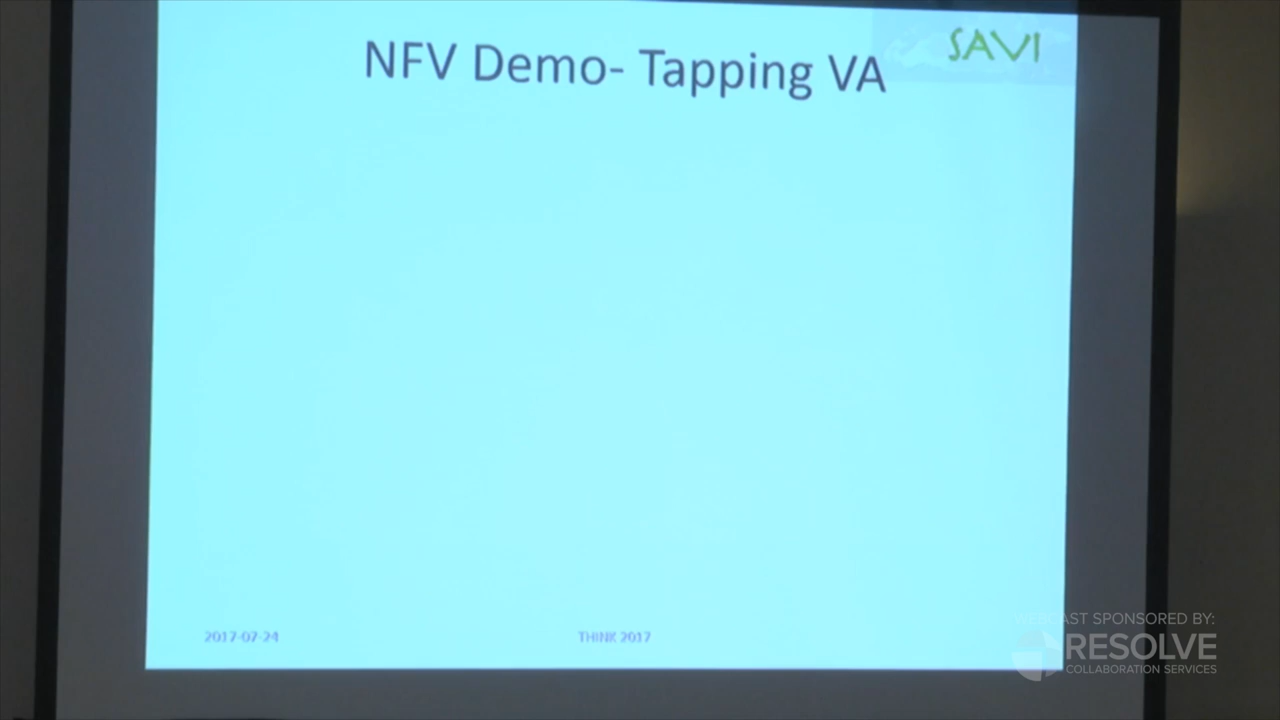 SAVI
NFV Demo- Tapping VA
2017-07-24
THINK 2017
WEBCAST SPONSORED BY:
RESOLVE
COLLABORATION SERVICES